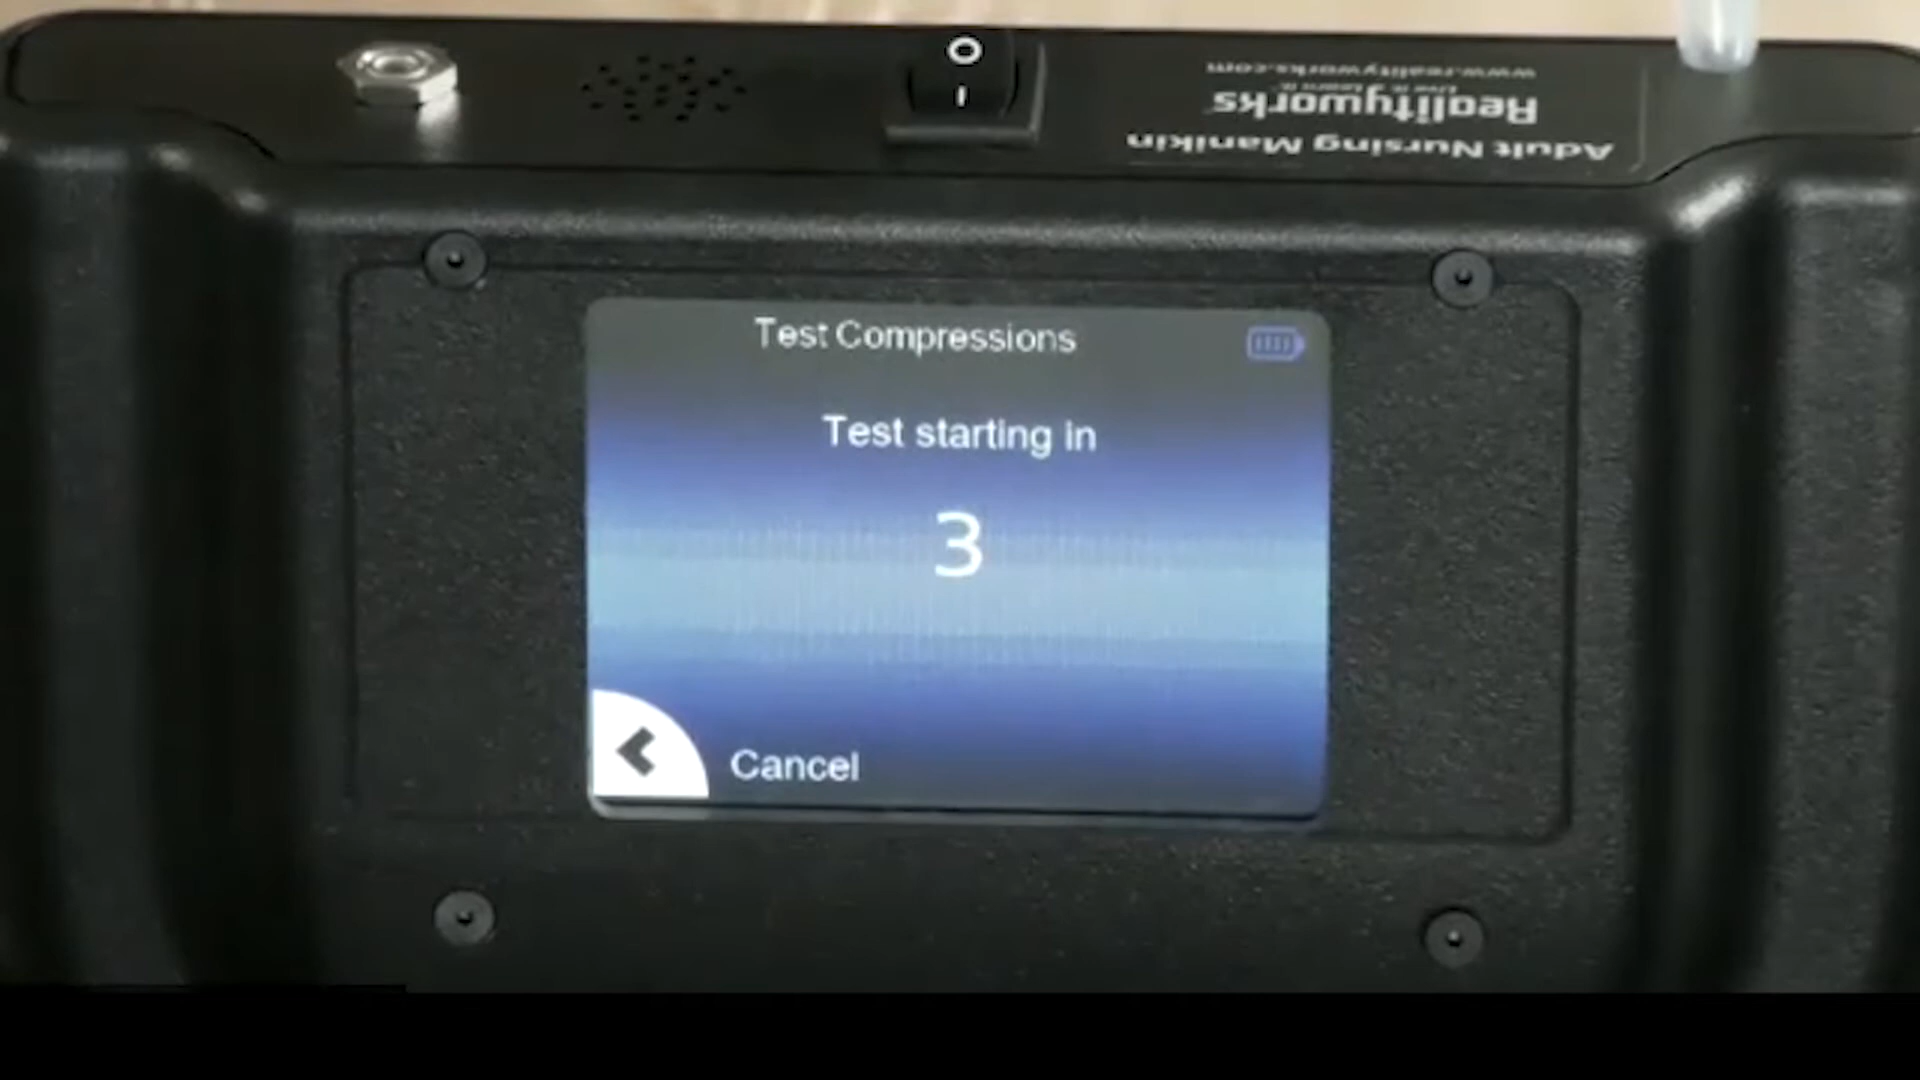 O
I
www.realityworks.com
Realityworks
Adult Nursing Manikin
Test Compressions
Test starting in
3
Cancel